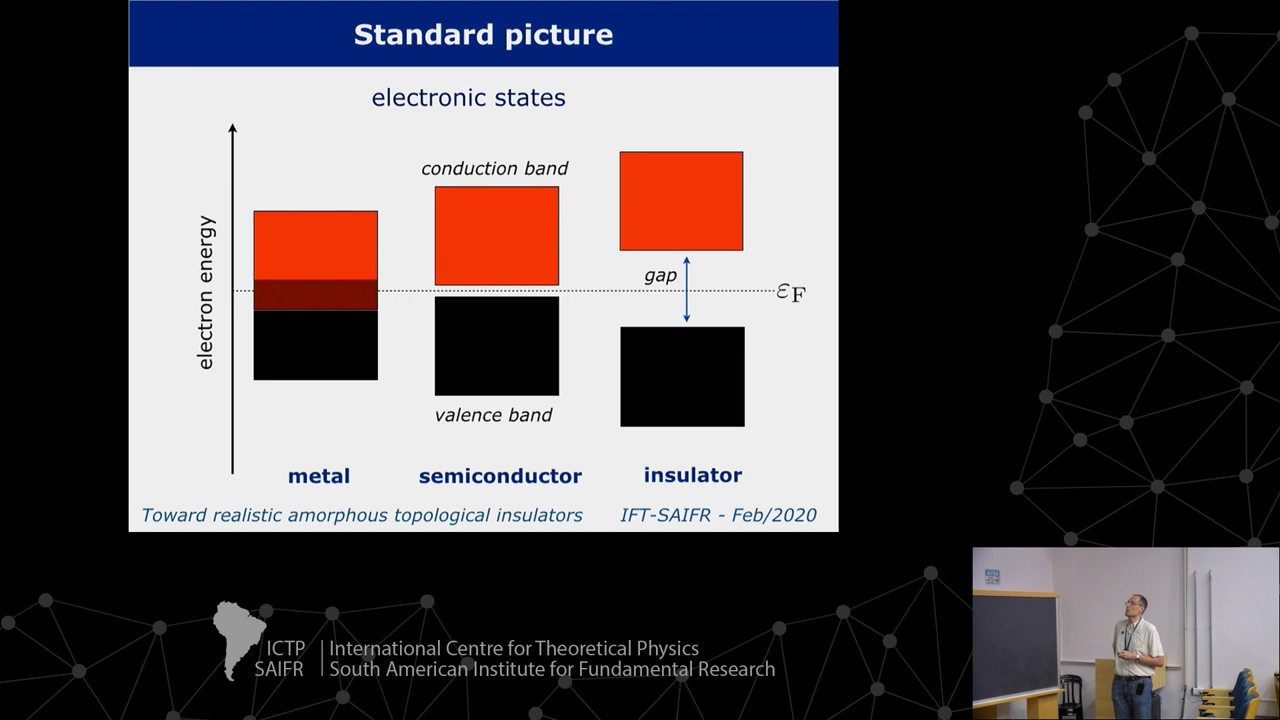 Standard picture
electronic states
conduction band
gap
εF
electron energy
valence band
metal semiconductor insulator
Toward realistic amorphous topological insulators IFT-SAIFR - Feb/2020
ICTP International Centre for Theoretical Physics
SAIFR South American Institute for Fundamental Research